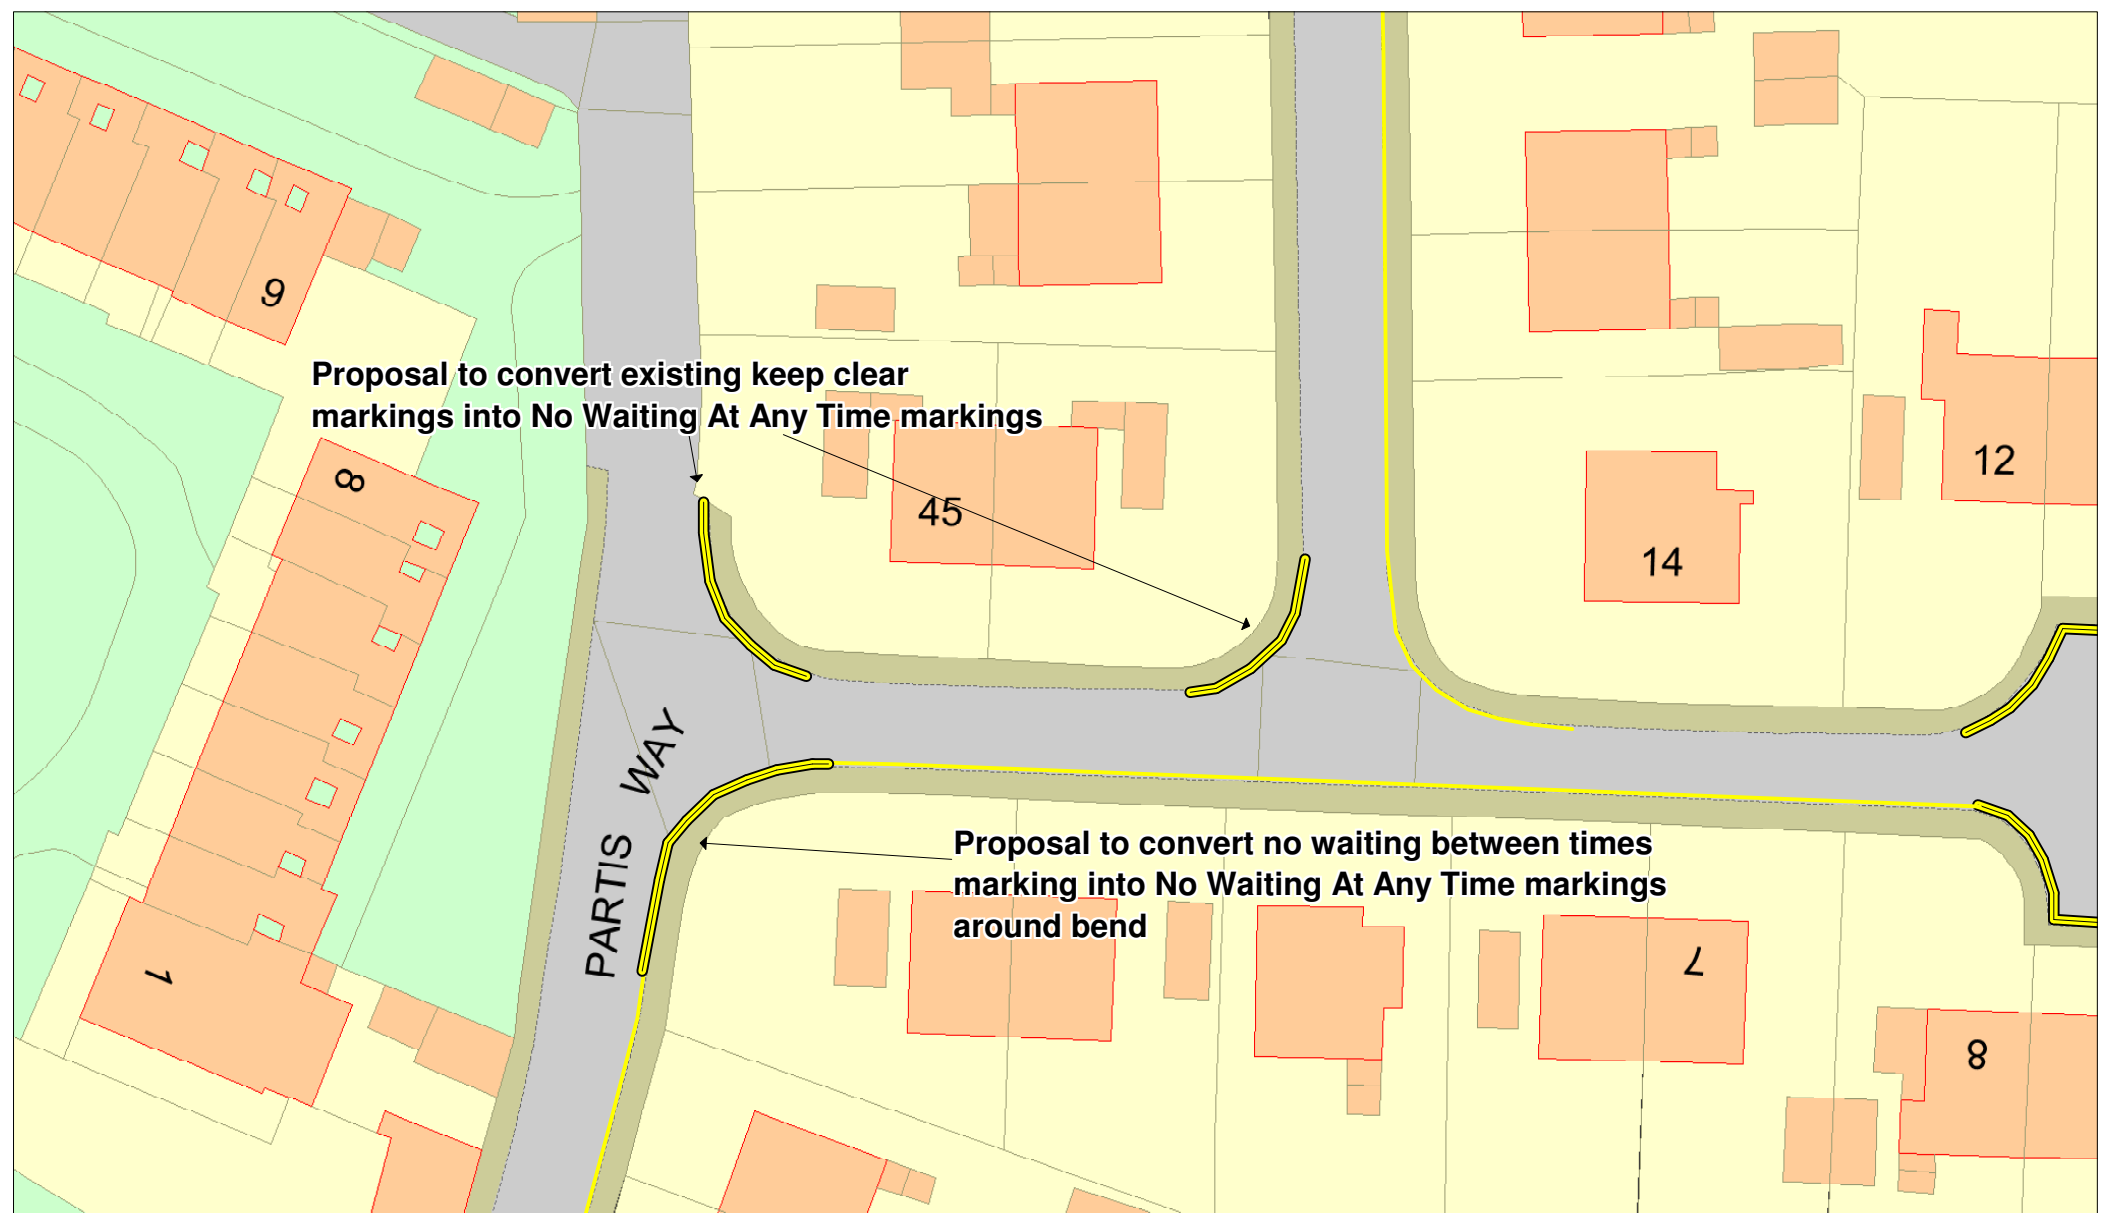 9
Proposal to convert existing keep clear
markings into No Waiting At Any Time markings
8
45
12
14
PARTIS WAY
Proposal to convert no waiting between times
marking into No Waiting At Any Time markings
around bend
1
7
8